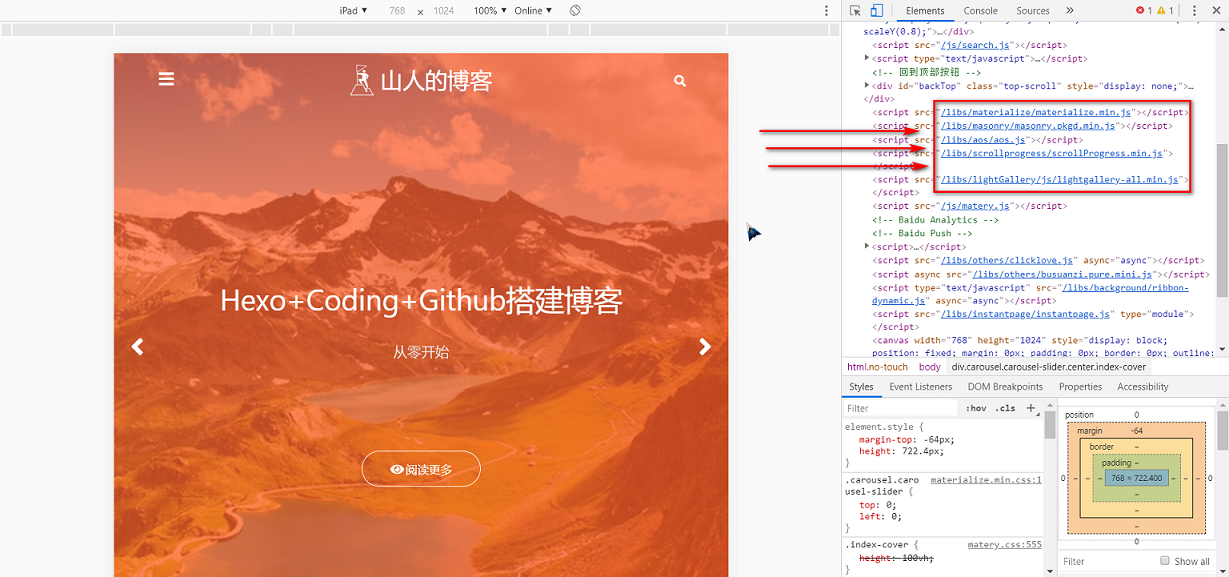 iPad ▼ 768 × 1024 100% ▼ Online ▼
山人的博客
Hexo+Coding+Github搭建博客
从零开始
阅读更多
Elements Console Sources » 1 1
scaleY(0.8);">…</div>
<script src="/js/search.js"></script>
<script type="text/javascript">…</script>
<!-- 回到顶部按钮 -->
<div id="backTop" class="top-scroll" style="display: none;">…
</div>
<script src="/libs/materialize/materialize.min.js"></script>
<script src="/libs/masonry/masonry.pkgd.min.js"></script>
<script src="/libs/aos/aos.js"></script>
<script src="/libs/scrollprogress/scrollProgress.min.js">
</script>
<script src="/libs/lightGallery/js/lightgallery-all.min.js">
</script>
<script src="/js/matery.js"></script>
<!-- Baidu Analytics -->
<!-- Baidu Push -->
<script>…</script>
<script src="/libs/others/clicklove.js" async="async"></script>
<script async src="/libs/others/busuanzi.pure.mini.js"></script>
<script type="text/javascript" src="/libs/background/ribbon-
dynamic.js" async="async"></script>
<script src="/libs/instantpage/instantpage.js" type="module">
</script>
<canvas width="768" height="1024" style="display: block;
position: fixed; margin: 0px; padding: 0px; border: 0px; outline:
html.no-touch body div.carousel.carousel-slider.center.index-cover
Styles Event Listeners DOM Breakpoints Properties Accessibility
Filter :hov .cls +
element.style {
margin-top: -64px;
height: 722.4px;
}
.carousel.caro materialize.min.css:1
usel-slider {
top: 0;
left: 0;
}
.index-cover { matery.css:555
height: 100vh;
}
position 0
margin -64
border –
padding –
0 – – – 768 × 722.400 – – – 0
–
–
–
0
Filter Show all